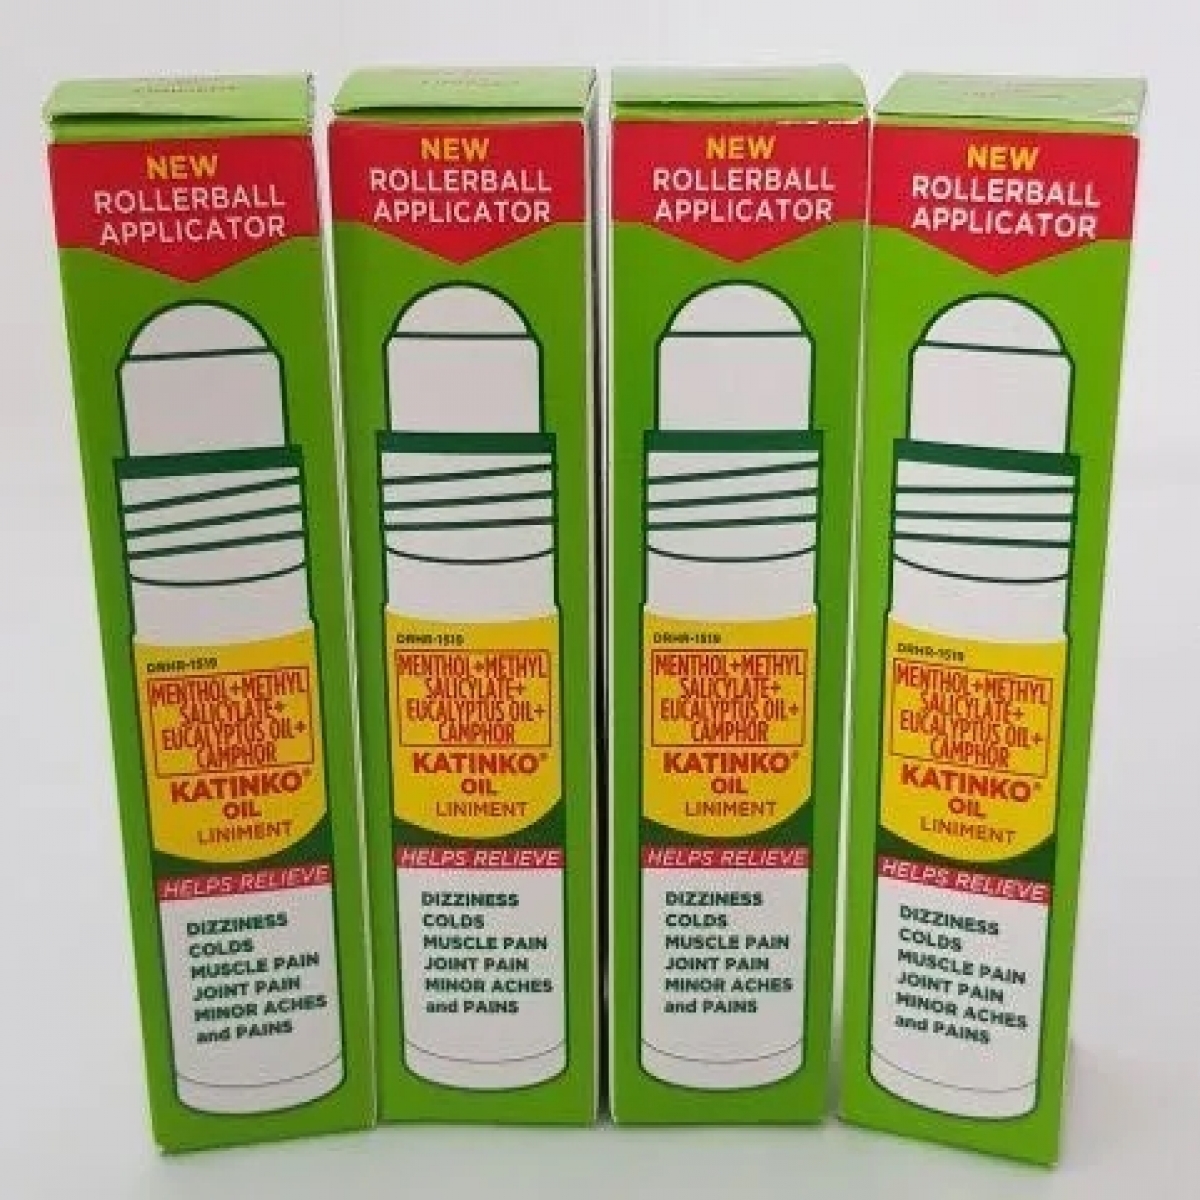 NEW
ROLLERBALL
APPLICATOR
DRHR-1519
MENTHOL+METHYL
SALICYLATE+
EUCALYPTUS OIL+
CAMPHOR
KATINKO®
OIL
LINIMENT
HELPS RELIEVE
DIZZINESS
COLDS
MUSCLE PAIN
JOINT PAIN
MINOR ACHES
and PAINS
NEW
ROLLERBALL
APPLICATOR
DRHR-1519
MENTHOL+METHYL
SALICYLATE+
EUCALYPTUS OIL+
CAMPHOR
KATINKO®
OIL
LINIMENT
HELPS RELIEVE
DIZZINESS
COLDS
MUSCLE PAIN
JOINT PAIN
MINOR ACHES
and PAINS
NEW
ROLLERBALL
APPLICATOR
DRHR-1519
MENTHOL+METHYL
SALICYLATE+
EUCALYPTUS OIL+
CAMPHOR
KATINKO®
OIL
LINIMENT
HELPS RELIEVE
DIZZINESS
COLDS
MUSCLE PAIN
JOINT PAIN
MINOR ACHES
and PAINS
NEW
ROLLERBALL
APPLICATOR
DRHR-1519
MENTHOL+METHYL
SALICYLATE+
EUCALYPTUS OIL+
CAMPHOR
KATINKO®
OIL
LINIMENT
HELPS RELIEVE
DIZZINESS
COLDS
MUSCLE PAIN
JOINT PAIN
MINOR ACHES
and PAINS